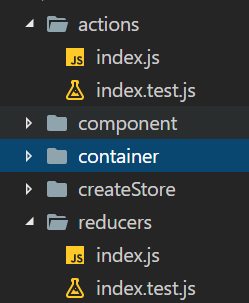 actions
JS index.js
index.test.js
component
container
createStore
reducers
JS index.js
index.test.js